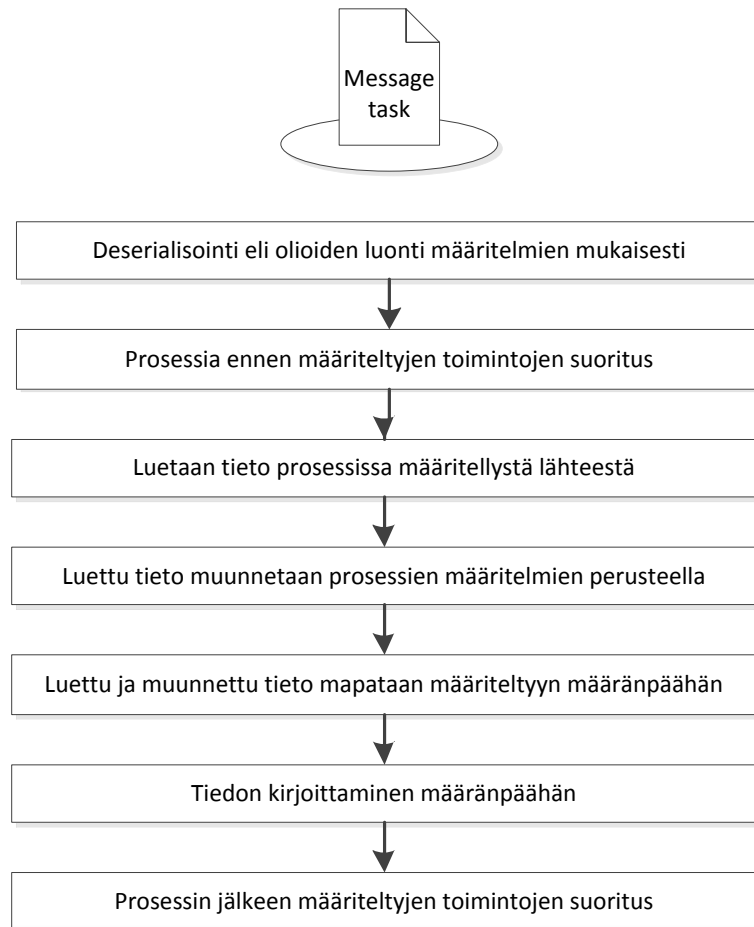 Message
task
Deserialisointi eli olioiden luonti määritelmien mukaisesti
Prosessia ennen määriteltyjen toimintojen suoritus
Luetaan tieto prosessissa määritellystä lähteestä
Luettu tieto muunnetaan prosessien määritelmien perusteella
Luettu ja muunnettu tieto mapataan määriteltyyn määränpäähän
Tiedon kirjoittaminen määränpäähän
Prosessin jälkeen määriteltyjen toimintojen suoritus